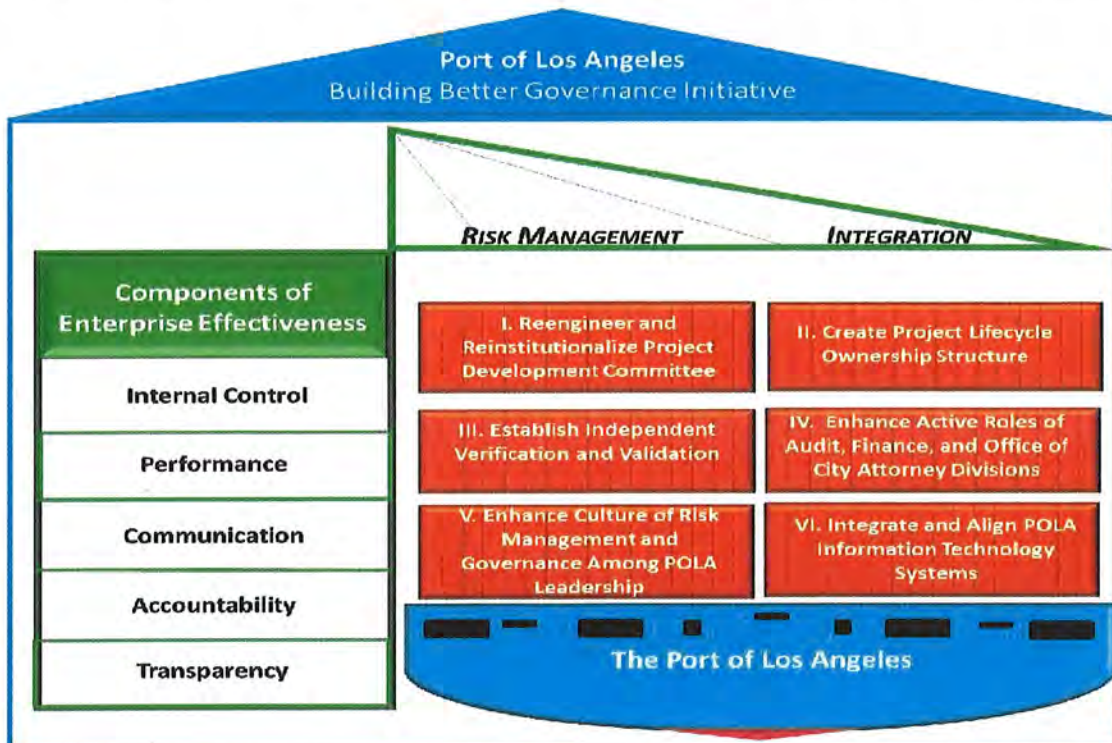 Port of Los Angeles
Building Better Governance Initiative
RISK MANAGEMENT
INTEGRATION
Components of
Enterprise Effectiveness
Internal Control
Performance
Communication
Accountability
Transparency
I. Reengineer and
Reinstitutionalize Project
Development Committee
II. Create Project Lifecycle
Ownership Structure
III. Establish Independent
Verification and Validation
IV. Enhance Active Roles of
Audit, Finance, and Office of
City Attorney Divisions
V. Enhance Culture of Risk
Management and
Governance Among POLA
Leadership
VI. Integrate and Align POLA
Information Technology
Systems
The Port of Los Angeles